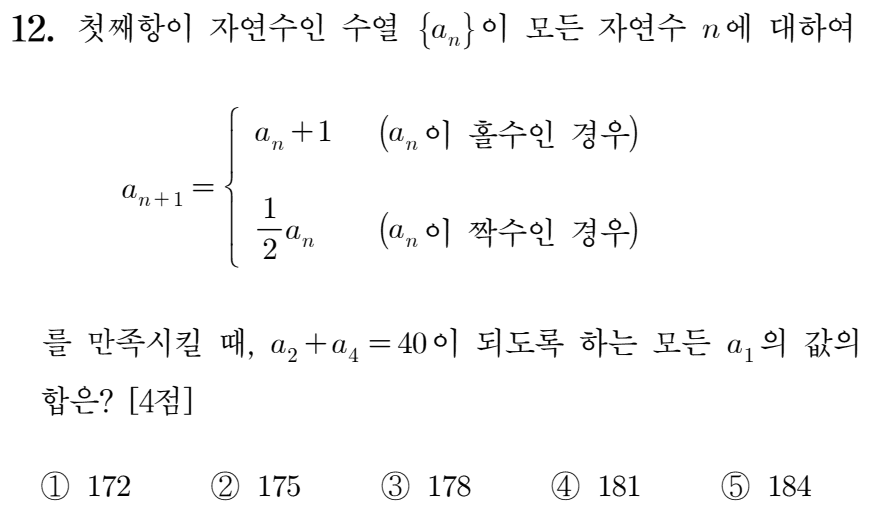 12. 첫째항이 자연수인 수열 {aₙ}이 모든 자연수 n에 대하여
aₙ₊₁ = { aₙ+1 (aₙ이 홀수인 경우)
1/2 aₙ (aₙ이 짝수인 경우)
를 만족시킬 때, a₂+a₄=40이 되도록 하는 모든 a₁의 값의
합은? [4점]
① 172 ② 175 ③ 178 ④ 181 ⑤ 184